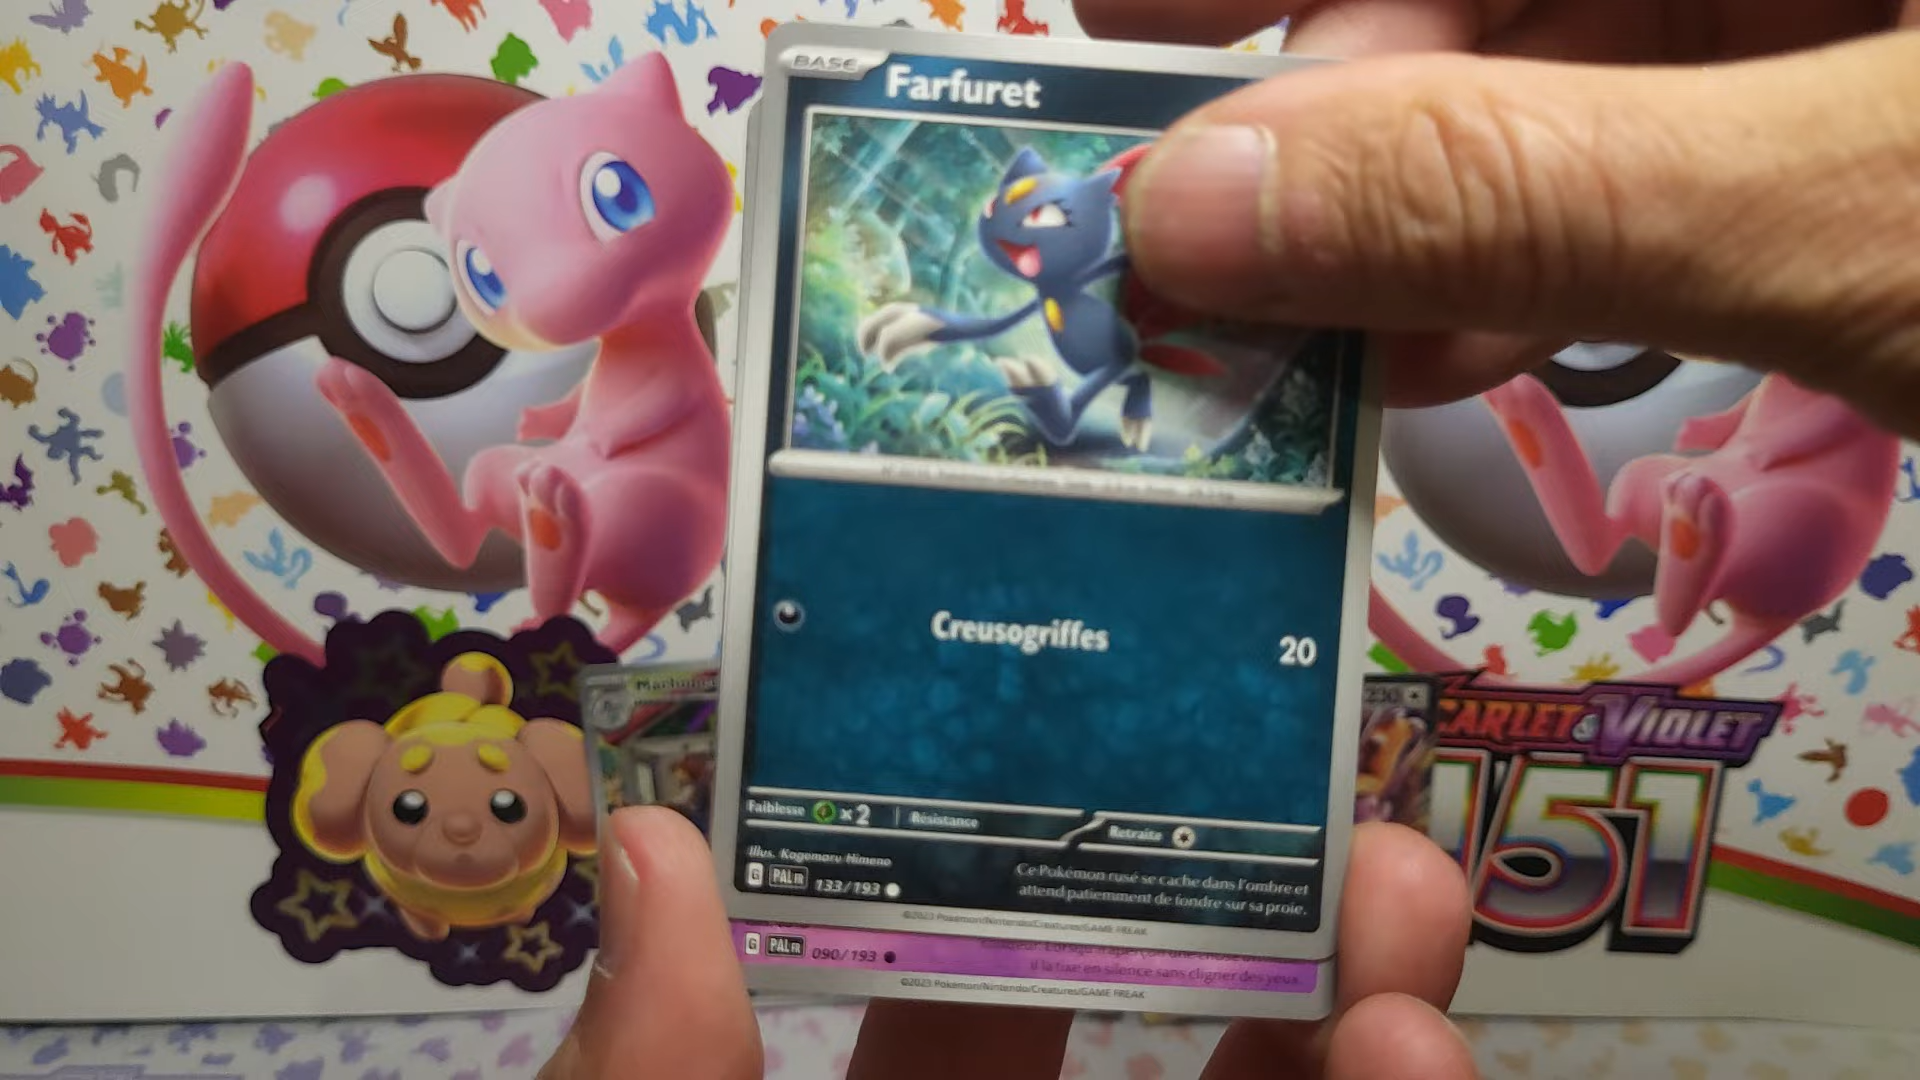 BASE
Farfuret
Creusogriffes
20
Faiblesse x2
Résistance
Retraite
Illus. Kagemaru Himeno
G PAL FR 133/193
Ce Pokémon rusé se cache dans l'ombre et
attend patiemment de fondre sur sa proie.
©2023 Pokémon/Nintendo/Creatures/GAME FREAK
G PAL FR 090/193
il la fixe en silence sans cligner des yeux.
©2023 Pokémon/Nintendo/Creatures/GAME FREAK
230
SCARLET & VIOLET
151